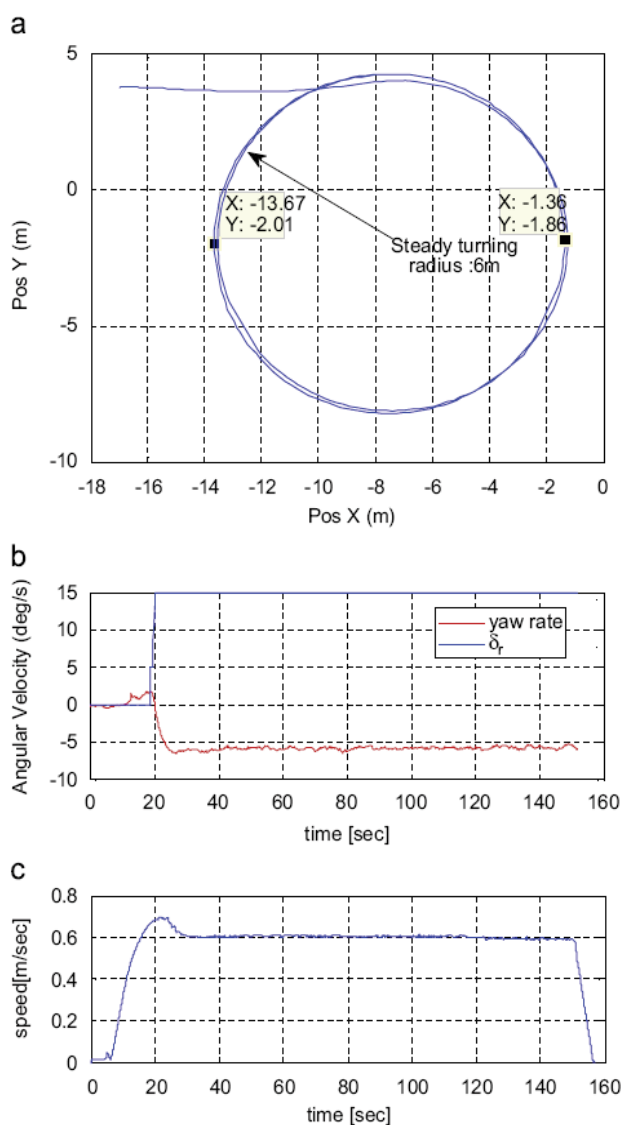 a
5
0
-5
-10
Pos Y (m)
X: -13.67
Y: -2.01
X: -1.36
Y: -1.86
Steady turning
radius :6m
-18 -16 -14 -12 -10 -8 -6 -4 -2 0
Pos X (m)
b
15
10
5
0
-5
-10
Angular Velocity (deg/s)
yaw rate
δr
0 20 40 60 80 100 120 140 160
time [sec]
c
0.8
0.6
0.4
0.2
0
speed[m/sec]
0 20 40 60 80 100 120 140 160
time [sec]